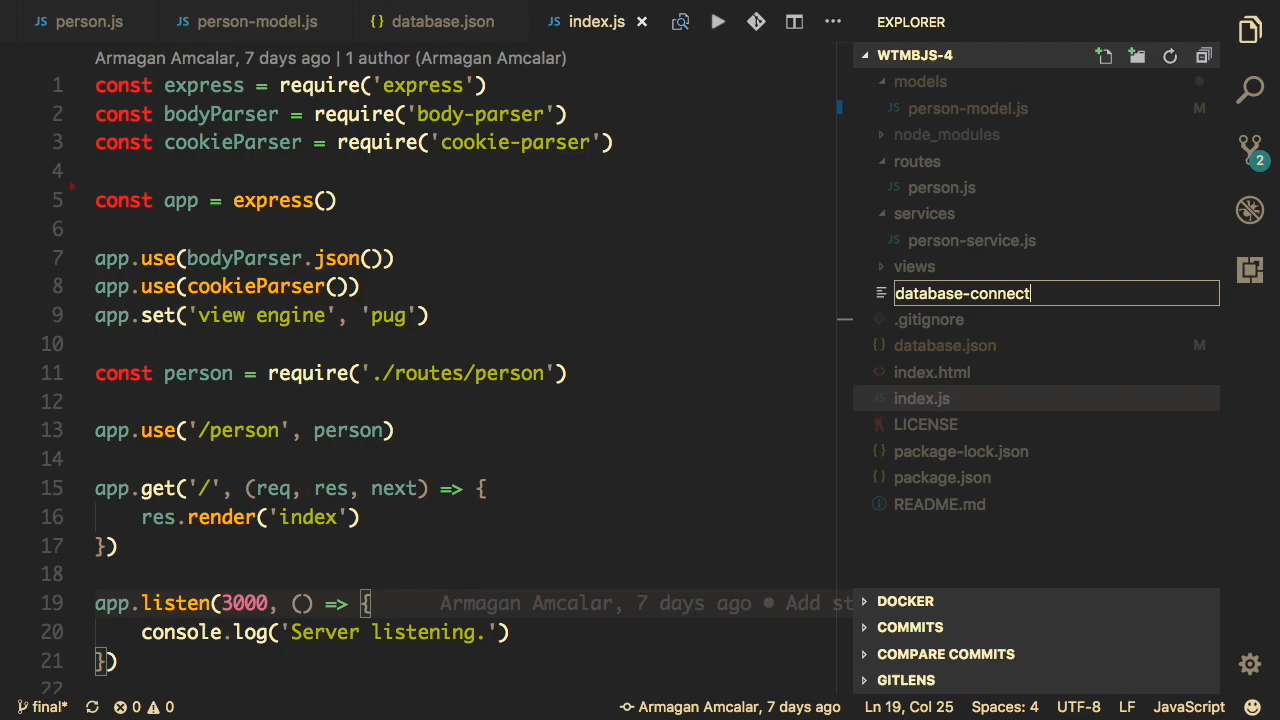 person.js person-model.js database.json index.js
Armagan Amcalar, 7 days ago | 1 author (Armagan Amcalar)
1 const express = require('express')
2 const bodyParser = require('body-parser')
3 const cookieParser = require('cookie-parser')
4
5 const app = express()
6
7 app.use(bodyParser.json())
8 app.use(cookieParser())
9 app.set('view engine', 'pug')
10
11 const person = require('./routes/person')
12
13 app.use('/person', person)
14
15 app.get('/', (req, res, next) => {
16 res.render('index')
17 })
18
19 app.listen(3000, () => { Armagan Amcalar, 7 days ago • Add st
20 console.log('Server listening.')
21 })
22
EXPLORER
WTMBJS-4
models
person-model.js M
node_modules
routes
person.js
services
person-service.js
views
database-connect
.gitignore
database.json M
index.html
index.js
LICENSE
package-lock.json
package.json
README.md
DOCKER
COMMITS
COMPARE COMMITS
GITLENS
2
final* 0 0 Armagan Amcalar, 7 days ago Ln 19, Col 25 Spaces: 4 UTF-8 LF JavaScript